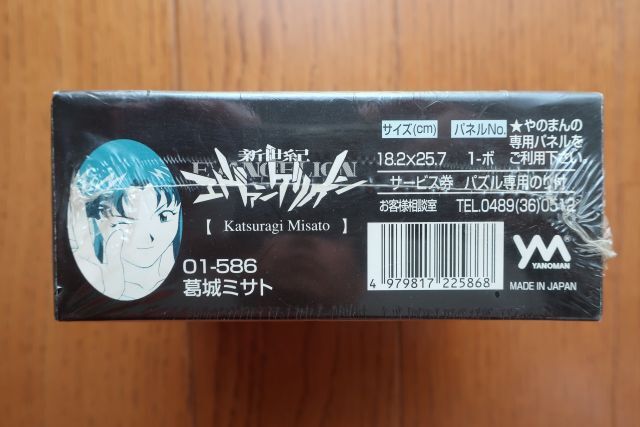 新世紀
EVANGELION
エヴァンゲリオン
【 Katsuragi Misato 】
01-586
葛城ミサト
サイズ(cm) パネルNo.
18.2×25.7 1-ボ
★やのまんの
専用パネルを
ご利用下さい。
サービス券 パズル専用のり付
お客様相談室 TEL.0489(36)0512
4 979817 225868
YM
YANOMAN
MADE IN JAPAN